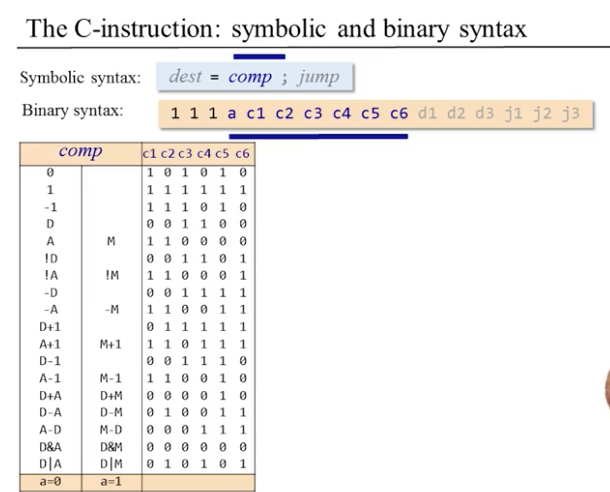 The C-instruction: symbolic and binary syntax
Symbolic syntax: dest = comp ; jump
Binary syntax: 1 1 1 a c1 c2 c3 c4 c5 c6 d1 d2 d3 j1 j2 j3
comp c1 c2 c3 c4 c5 c6
0 1 0 1 0 1 0
1 1 1 1 1 1 1
-1 1 1 1 0 1 0
D 0 0 1 1 0 0
A M 1 1 0 0 0 0
!D 0 0 1 1 0 1
!A !M 1 1 0 0 0 1
-D 0 0 1 1 1 1
-A -M 1 1 0 0 1 1
D+1 0 1 1 1 1 1
A+1 M+1 1 1 0 1 1 1
D-1 0 0 1 1 1 0
A-1 M-1 1 1 0 0 1 0
D+A D+M 0 0 0 0 1 0
D-A D-M 0 1 0 0 1 1
A-D M-D 0 0 0 1 1 1
D&A D&M 0 0 0 0 0 0
D|A D|M 0 1 0 1 0 1
a=0 a=1